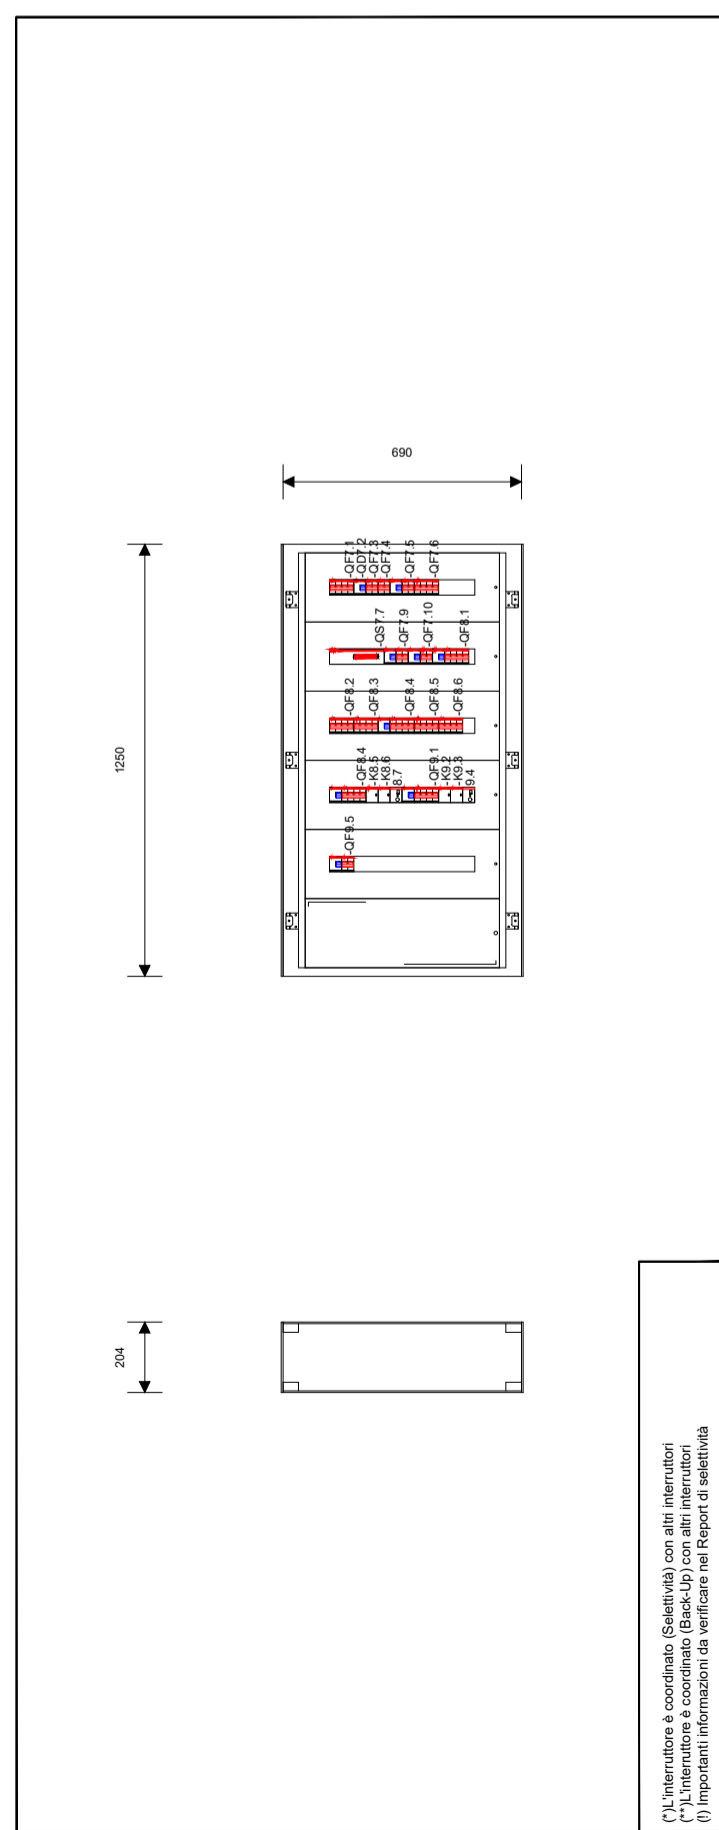 690
1250
-QF7.1
-QD7.2
-QF7.3
-QF7.4
-QF7.5
-QF7.6
-QS7.7
-QF7.9
-QF7.10
-QF8.1
-QF8.2
-QF8.3
-QF8.4
-QF8.5
-QF8.6
-QF8.4
-K8.5
-K8.6
8.7
-QF9.1
-K9.2
-K9.3
9.4
-QF9.5
204
(*)L'interruttore è coordinato (Selettività) con altri interruttori
(**)L'interruttore è coordinato (Back-Up) con altri interruttori
(!) Importanti informazioni da verificare nel Report di selettività